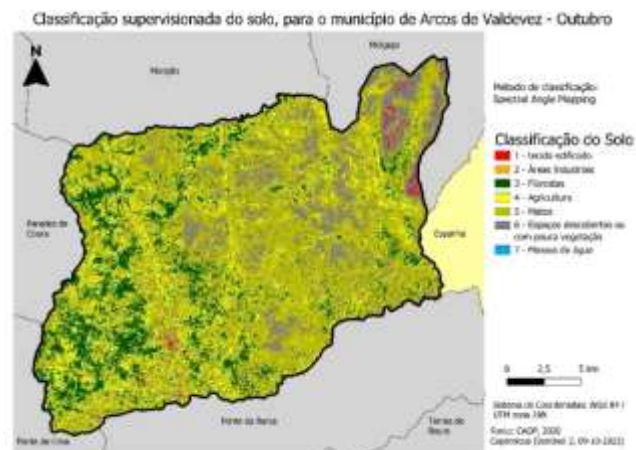 Classificação supervisionada do solo, para o município de Arcos de Valdevez - Outubro
N
Melgaço
Monção
Método de classificação:
Spectral Angle Mapping
Classificação do Solo
1 - tecido edificado
2 - Áreas Industriais
3 - Florestas
4 - Agricultura
5 - Matos
6 - Espaços descobertos ou
com pouca vegetação
7 - Massas de água
Paredes de
Coura
Espanha
0 2,5 5 km
Sistema de Coordenadas: WGS 84 /
UTM zona 29N
Ponte da Barca
Terras de
Bouro
Ponte de Lima
Fonte: CAOP, 2020
Copernicus (Sentinel 2, 09-10-2021)